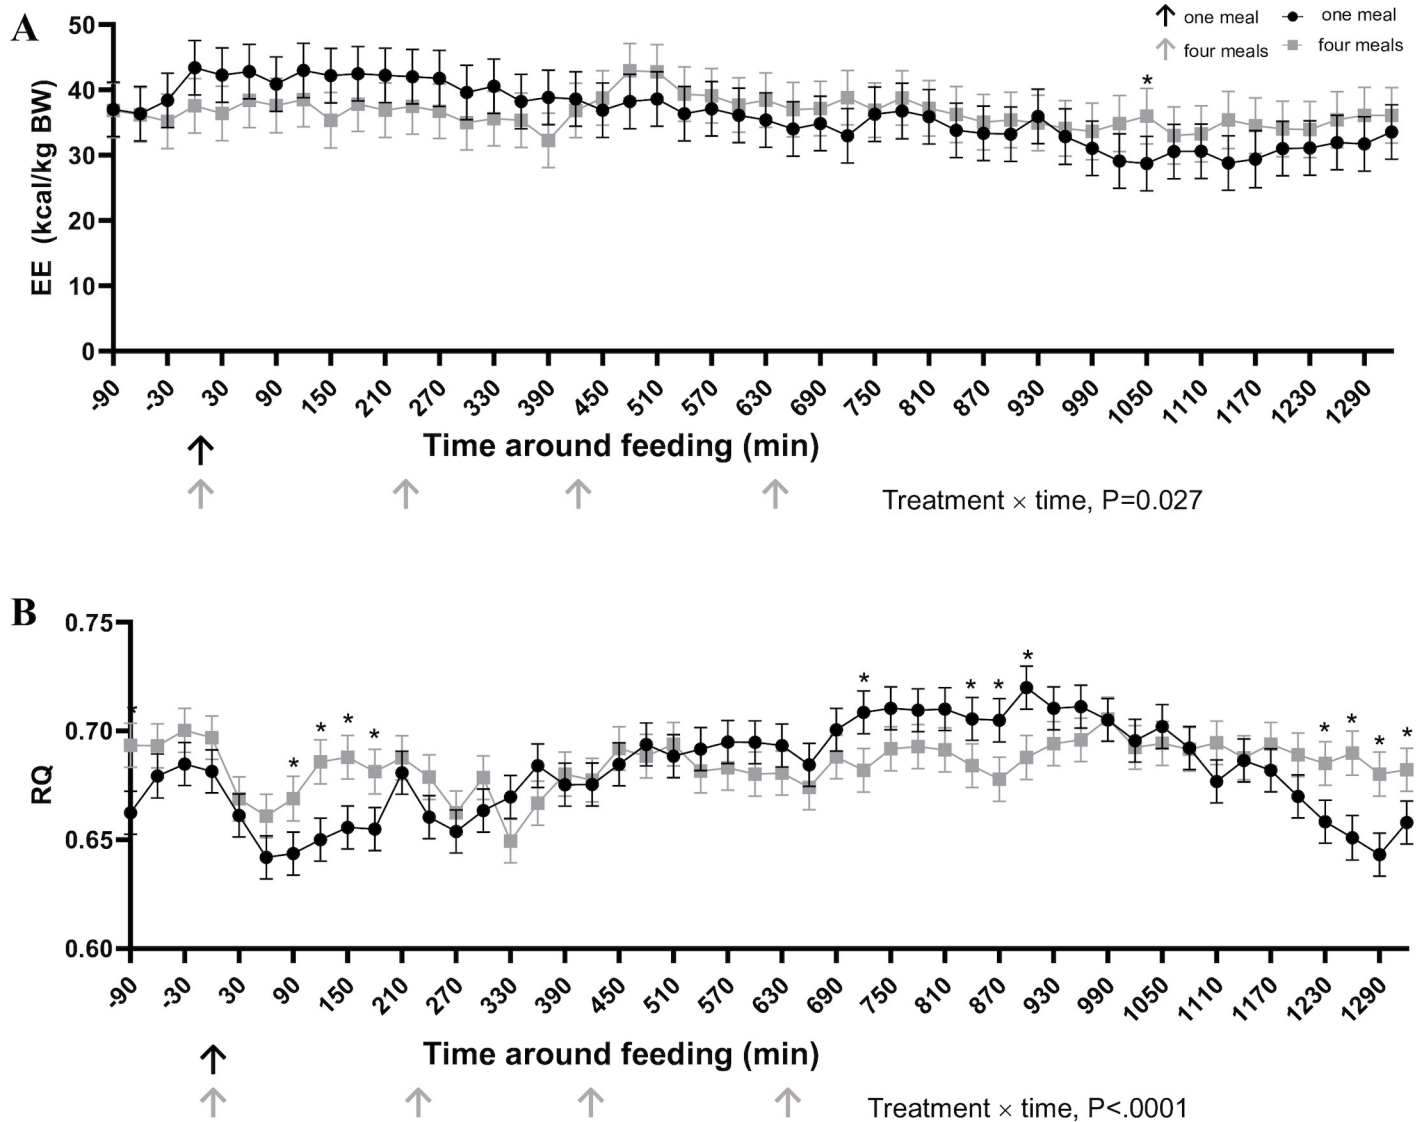 A
↑ one meal one meal
↑ four meals four meals
50
40
30
20
10
0
EE (kcal/kg BW)
*
-90 -30 30 90 150 210 270 330 390 450 510 570 630 690 750 810 870 930 990 1050 1110 1170 1230 1290
Time around feeding (min)
Treatment × time, P=0.027
B
0.75
0.70
0.65
0.60
RQ
* * * * * * * * * * * * *
-90 -30 30 90 150 210 270 330 390 450 510 570 630 690 750 810 870 930 990 1050 1110 1170 1230 1290
Time around feeding (min)
Treatment × time, P<.0001